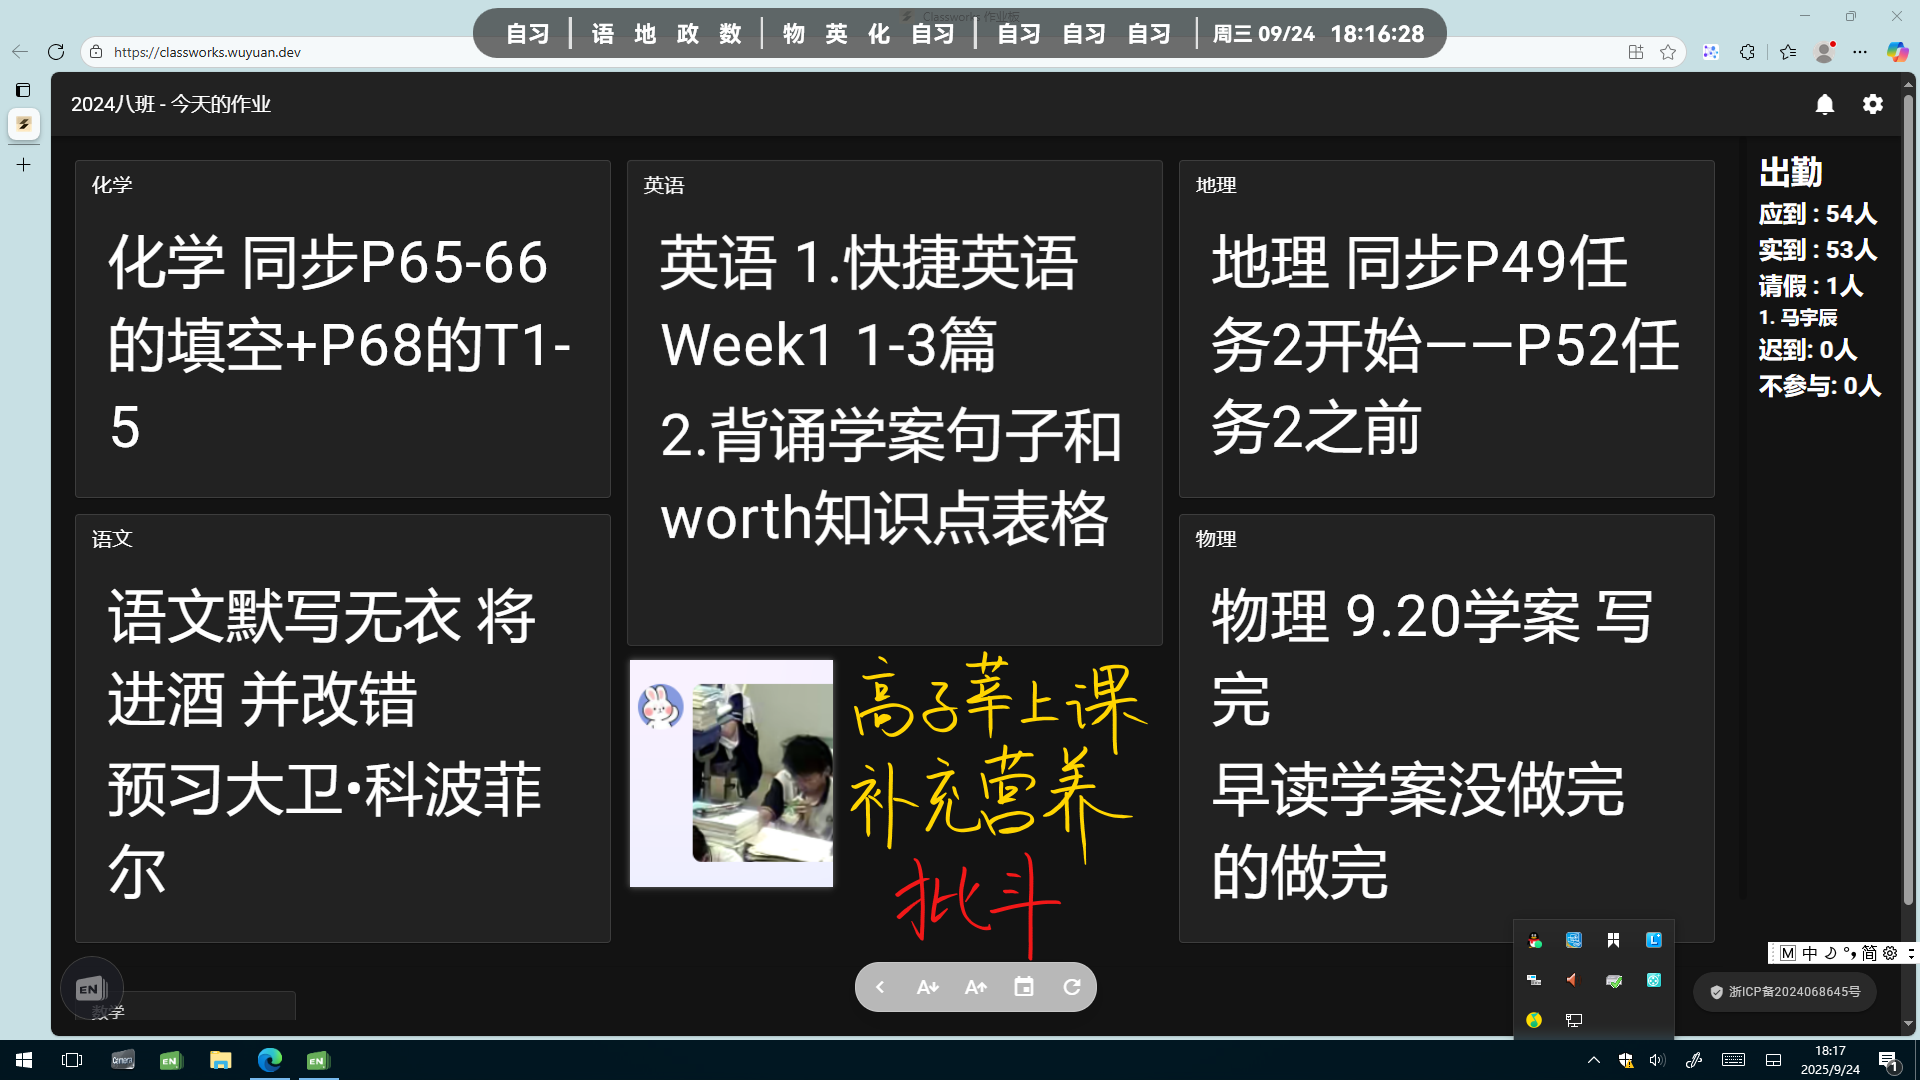 自习 | 语 地 政 数 | 物 英 化 自习 | 自习 自习 自习 | 周三 09/24 18:16:28
https://classworks.wuyuan.dev
2024八班 - 今天的作业
化学
化学 同步P65-66
的填空+P68的T1-
5
英语
英语 1.快捷英语
Week1 1-3篇
2.背诵学案句子和
worth知识点表格
地理
地理 同步P49任
务2开始——P52任
务2之前
出勤
应到 : 54人
实到 : 53人
请假 : 1人
1. 马宇辰
迟到: 0人
不参与: 0人
语文
语文默写无衣 将
进酒 并改错
预习大卫•科波菲
尔
高子莘上课
补充营养
批斗
物理
物理 9.20学案 写
完
早读学案没做完
的做完
EN
数学
M 中 简
浙ICP备2024068645号
Camera
EN
EN
18:17
2025/9/24
1